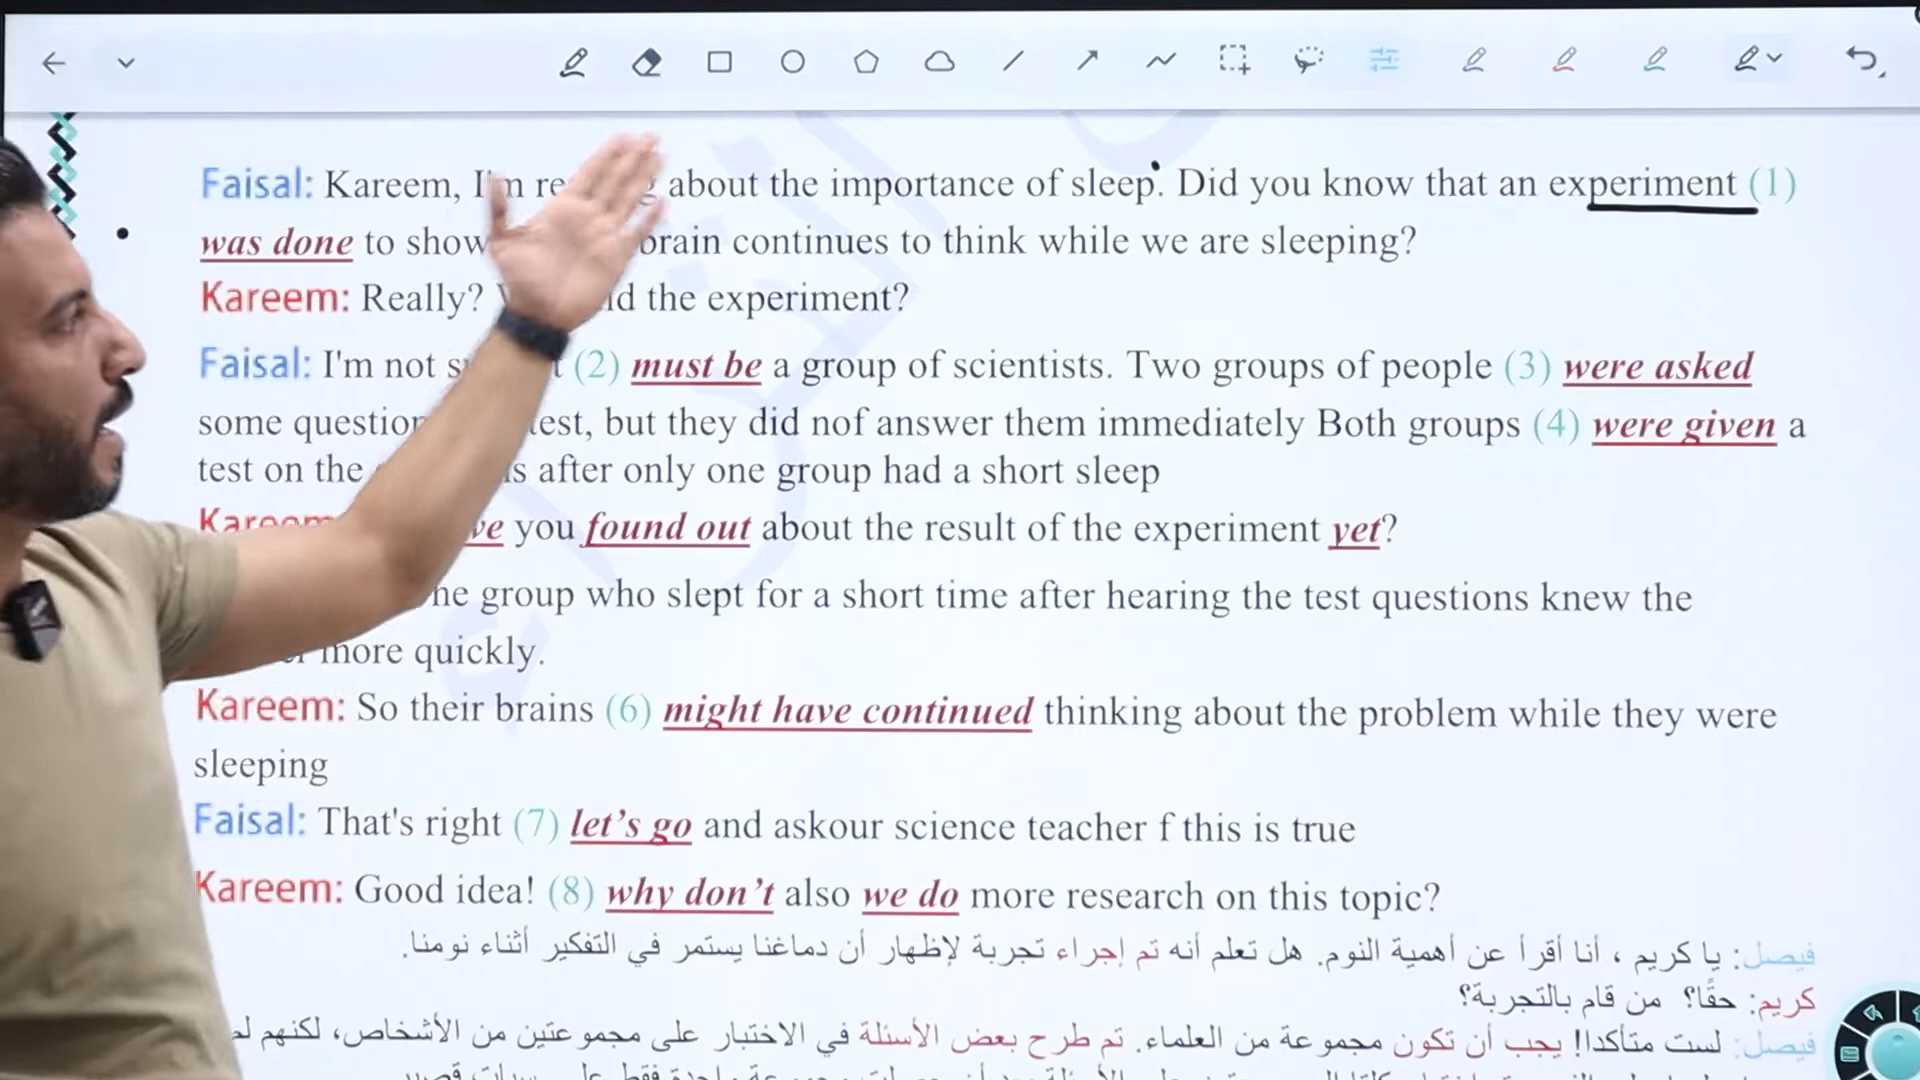 Faisal: Kareem, I'm about the importance of sleep. Did you know that an experiment (1)
was done to show brain continues to think while we are sleeping?
Kareem: Really? the experiment?
Faisal: I'm not (2) must be a group of scientists. Two groups of people (3) were asked
some test, but they did nof answer them immediately Both groups (4) were given a
test on the after only one group had a short sleep
Kareem: you found out about the result of the experiment yet?
group who slept for a short time after hearing the test questions knew the
more quickly.
Kareem: So their brains (6) might have continued thinking about the problem while they were
sleeping
Faisal: That's right (7) let's go and askour science teacher f this is true
Kareem: Good idea! (8) why don't also we do more research on this topic?
فيصل: يا كريم ، أنا أقرأ عن أهمية النوم. هل تعلم أنه تم إجراء تجربة لإظهار أن دماغنا يستمر في التفكير أثناء نومنا.
كريم: حقًا؟ من قام بالتجربة؟
فيصل: لست متأكدا! يجب أن تكون مجموعة من العلماء. تم طرح بعض الأسئلة في الاختبار على مجموعتين من الأشخاص، لكنهم لم